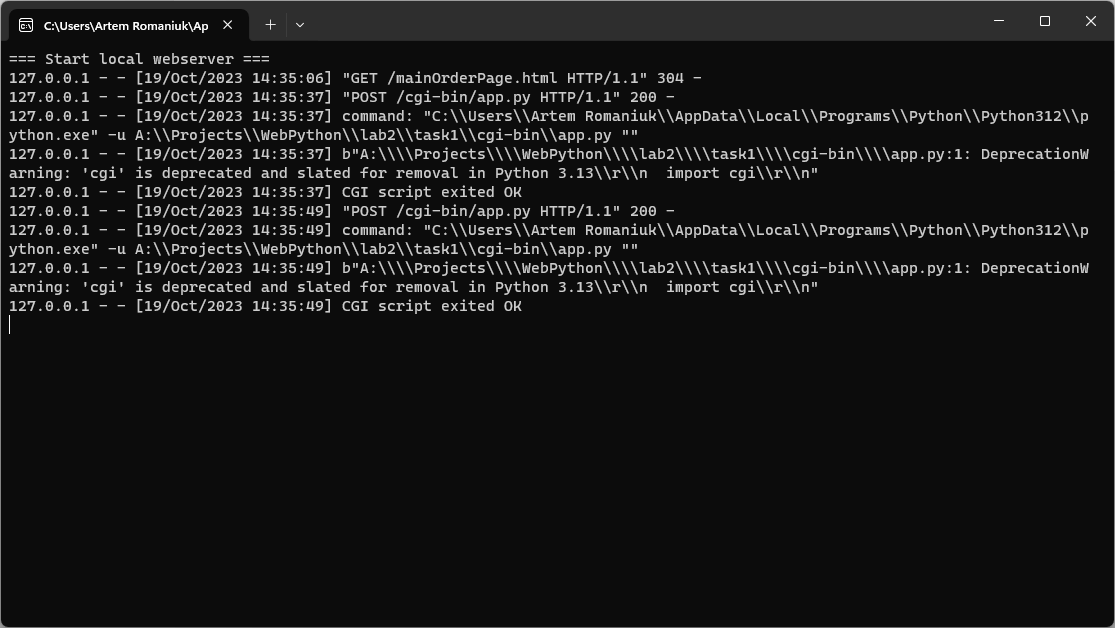 C:\Users\Artem Romaniuk\Ap
=== Start local webserver ===
127.0.0.1 - - [19/Oct/2023 14:35:06] "GET /mainOrderPage.html HTTP/1.1" 304 -
127.0.0.1 - - [19/Oct/2023 14:35:37] "POST /cgi-bin/app.py HTTP/1.1" 200 -
127.0.0.1 - - [19/Oct/2023 14:35:37] command: "C:\\Users\\Artem Romaniuk\\AppData\\Local\\Programs\\Python\\Python312\\p
ython.exe" -u A:\\Projects\\WebPython\\lab2\\task1\\cgi-bin\\app.py ""
127.0.0.1 - - [19/Oct/2023 14:35:37] b"A:\\\\Projects\\\\WebPython\\\\lab2\\\\task1\\\\cgi-bin\\\\app.py:1: DeprecationW
arning: 'cgi' is deprecated and slated for removal in Python 3.13\\r\\n  import cgi\\r\\n"
127.0.0.1 - - [19/Oct/2023 14:35:37] CGI script exited OK
127.0.0.1 - - [19/Oct/2023 14:35:49] "POST /cgi-bin/app.py HTTP/1.1" 200 -
127.0.0.1 - - [19/Oct/2023 14:35:49] command: "C:\\Users\\Artem Romaniuk\\AppData\\Local\\Programs\\Python\\Python312\\p
ython.exe" -u A:\\Projects\\WebPython\\lab2\\task1\\cgi-bin\\app.py ""
127.0.0.1 - - [19/Oct/2023 14:35:49] b"A:\\\\Projects\\\\WebPython\\\\lab2\\\\task1\\\\cgi-bin\\\\app.py:1: DeprecationW
arning: 'cgi' is deprecated and slated for removal in Python 3.13\\r\\n  import cgi\\r\\n"
127.0.0.1 - - [19/Oct/2023 14:35:49] CGI script exited OK